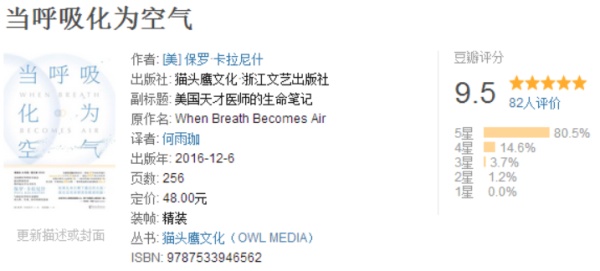 当呼吸化为空气
当呼吸
WHEN BREATH
化为
BECOMES AIR
空气
更新描述或封面
作者: [美] 保罗·卡拉尼什
出版社: 猫头鹰文化·浙江文艺出版社
副标题: 美国天才医师的生命笔记
原作名: When Breath Becomes Air
译者: 何雨珈
出版年: 2016-12-6
页数: 256
定价: 48.00元
装帧: 精装
丛书: 猫头鹰文化（OWL MEDIA）
ISBN: 9787533946562
豆瓣评分
9.5
82人评价
5星 80.5%
4星 14.6%
3星 3.7%
2星 1.2%
1星 0.0%